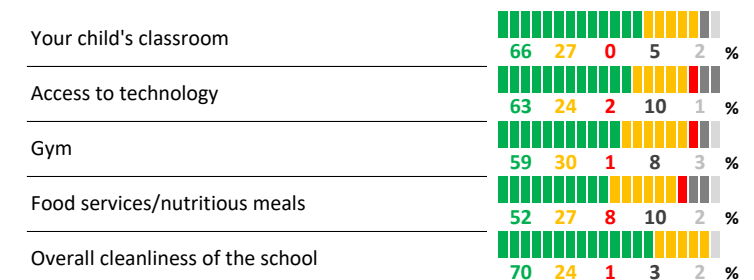 Your child's classroom
66 27 0 5 2 %
Access to technology
63 24 2 10 1 %
Gym
59 30 1 8 3 %
Food services/nutritious meals
52 27 8 10 2 %
Overall cleanliness of the school
70 24 1 3 2 %